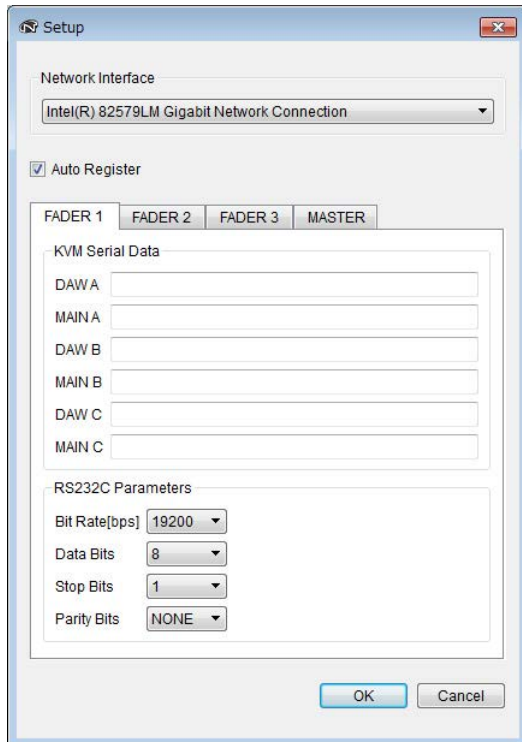 Setup
Network Interface
Intel(R) 82579LM Gigabit Network Connection
Auto Register
FADER 1 FADER 2 FADER 3 MASTER
KVM Serial Data
DAW A
MAIN A
DAW B
MAIN B
DAW C
MAIN C
RS232C Parameters
Bit Rate[bps] 19200
Data Bits 8
Stop Bits 1
Parity Bits NONE
OK Cancel